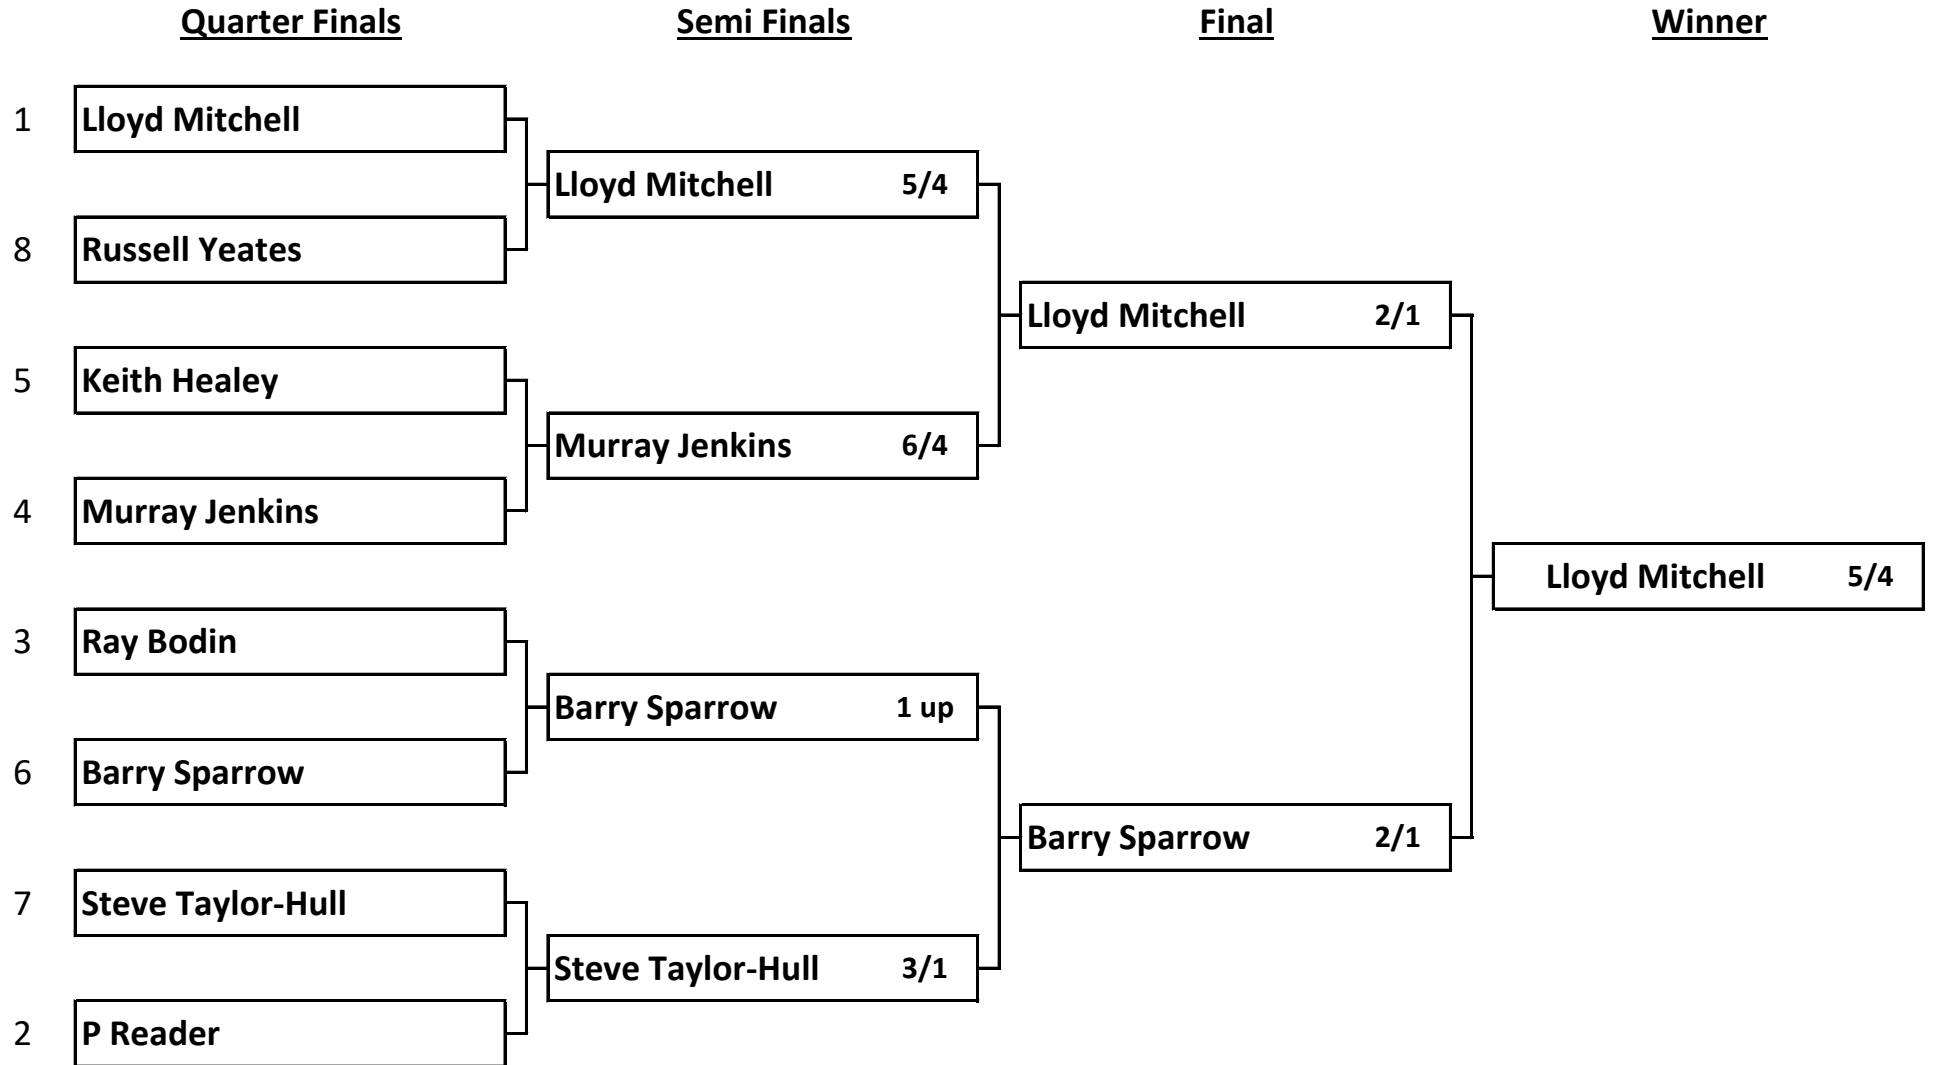 Quarter Finals Semi Finals Final Winner
1 Lloyd Mitchell
Lloyd Mitchell 5/4
8 Russell Yeates
Lloyd Mitchell 2/1
5 Keith Healey
Murray Jenkins 6/4
4 Murray Jenkins
Lloyd Mitchell 5/4
3 Ray Bodin
Barry Sparrow 1 up
6 Barry Sparrow
Barry Sparrow 2/1
7 Steve Taylor-Hull
Steve Taylor-Hull 3/1
2 P Reader